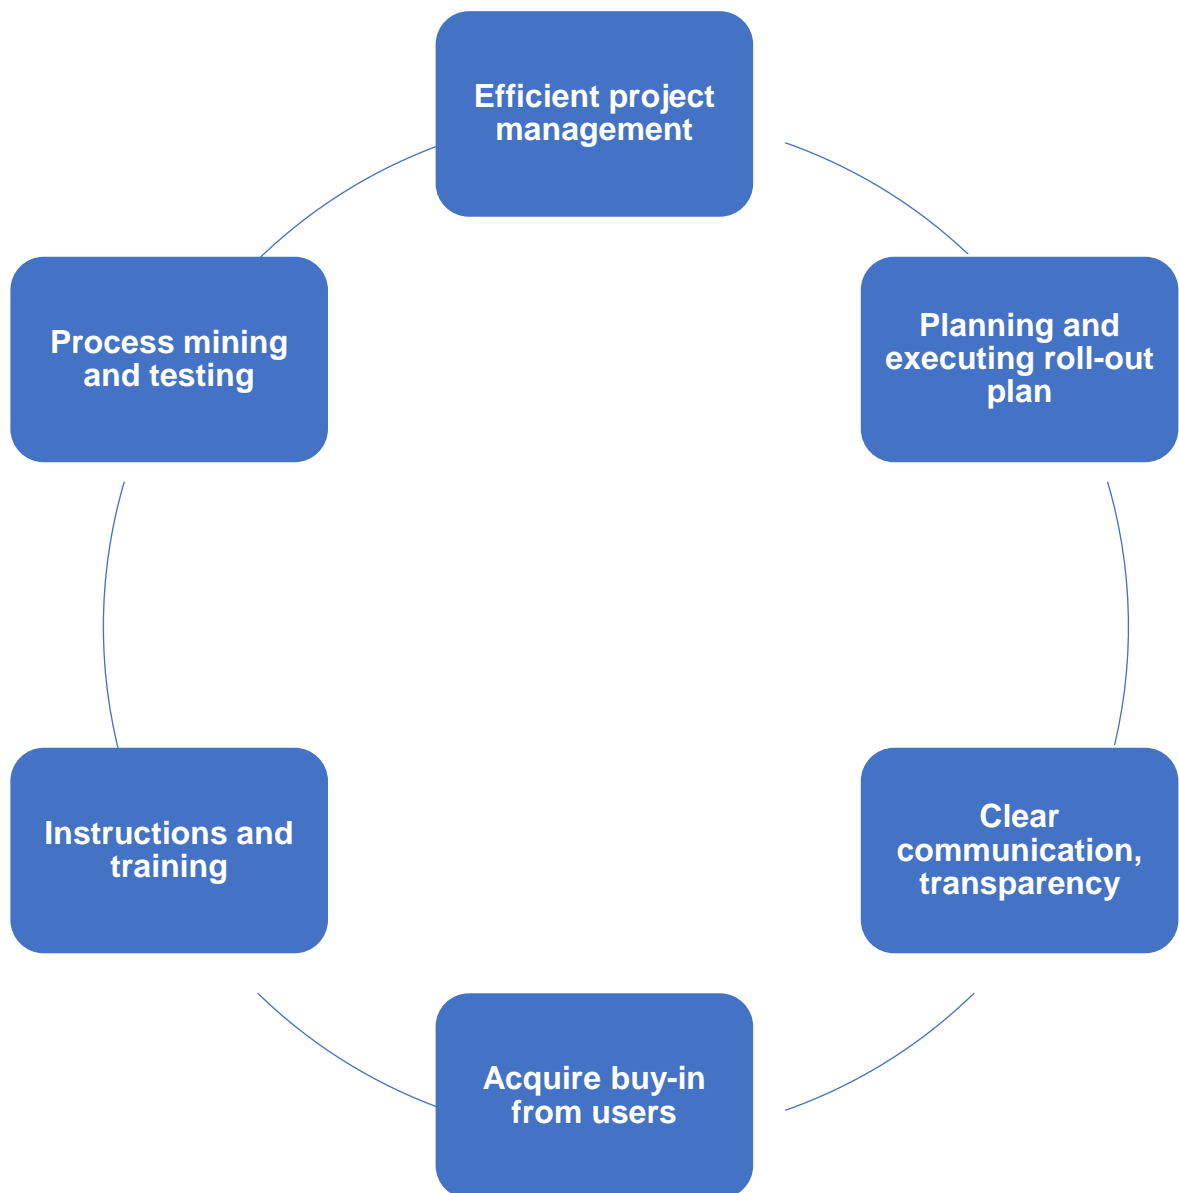 Efficient project
management
Planning and
executing roll-out
plan
Clear
communication,
transparency
Acquire buy-in
from users
Instructions and
training
Process mining
and testing